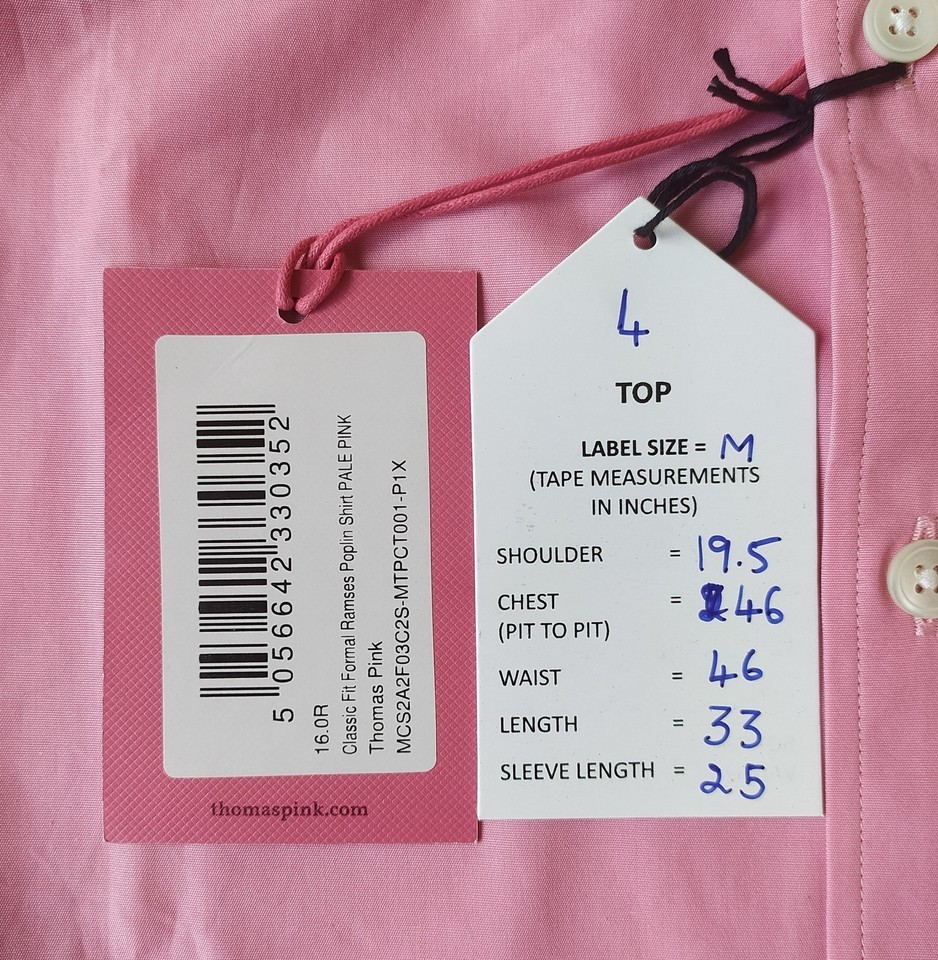 5 056642 330352
16.0R
Classic Fit Formal Ramses Poplin Shirt PALE PINK
Thomas Pink
MCS2A2F03C2S-MTPCT001-P1X
thomaspink.com
4
TOP
LABEL SIZE = M
(TAPE MEASUREMENTS
IN INCHES)
SHOULDER = 19.5
CHEST = 46
(PIT TO PIT)
WAIST = 46
LENGTH = 33
SLEEVE LENGTH = 25